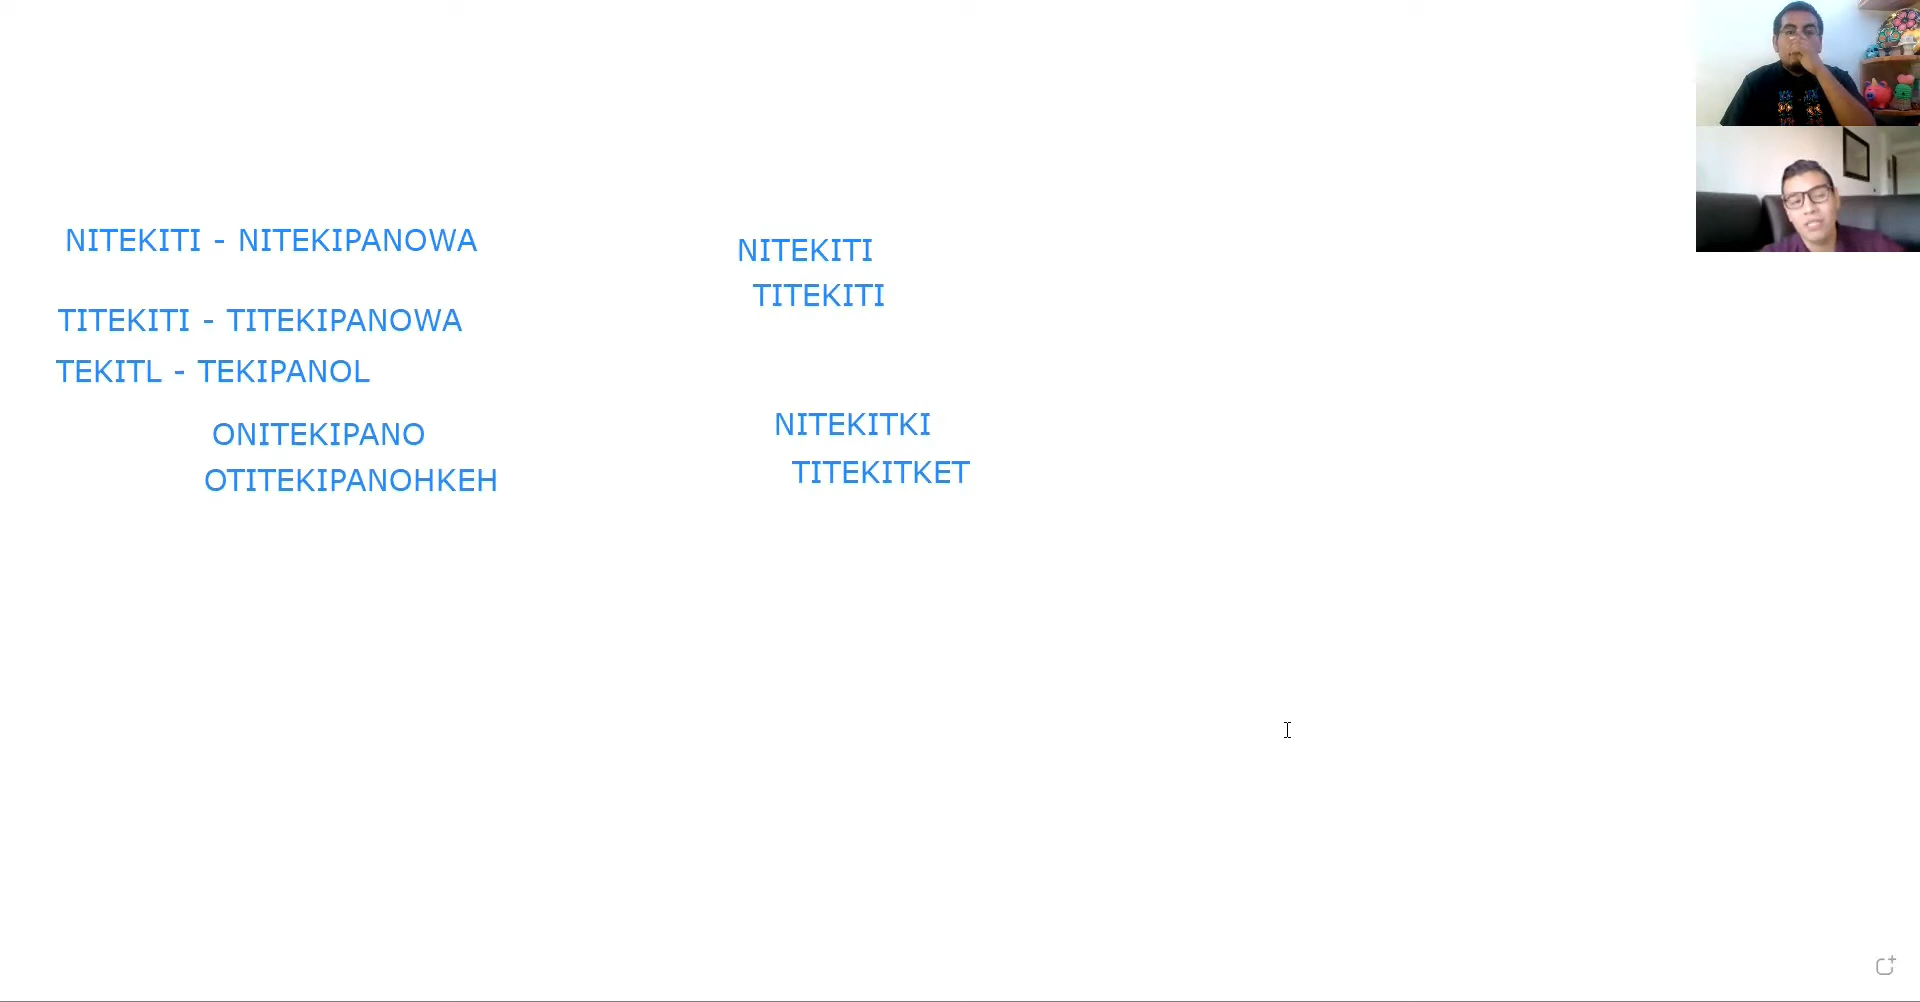 NITEKITI - NITEKIPANOWA
TITEKITI - TITEKIPANOWA
TEKITL - TEKIPANOL
ONITEKIPANO
OTITEKIPANOHKEH
NITEKITI
TITEKITI
NITEKITKI
TITEKITKET